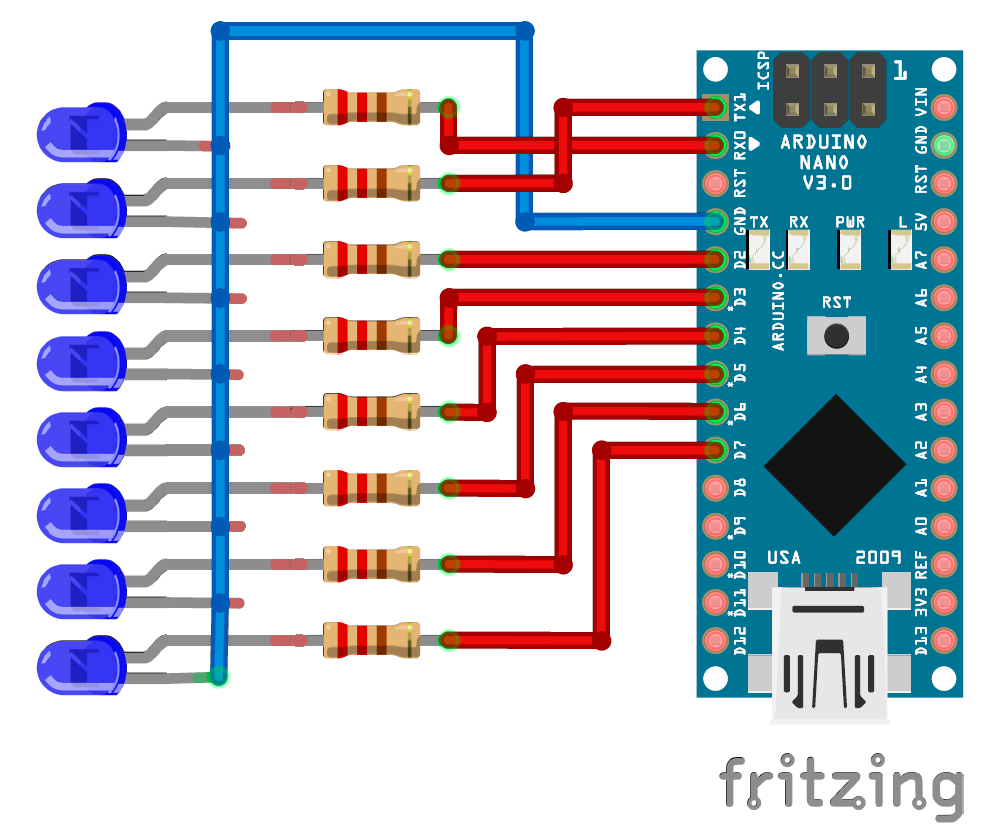 ICSP
1
TX1
RX0
RST
GND
D2
*D3
D4
*D5
*D6
D7
D8
*D9
*D10
*D11
D12
ARDUINO
NANO
V3.0
TX RX PWR L
ARDUINO.CC
RST
USA 2009
VIN
GND
RST
5V
A7
A6
A5
A4
A3
A2
A1
A0
REF
3V3
D13
fritzing